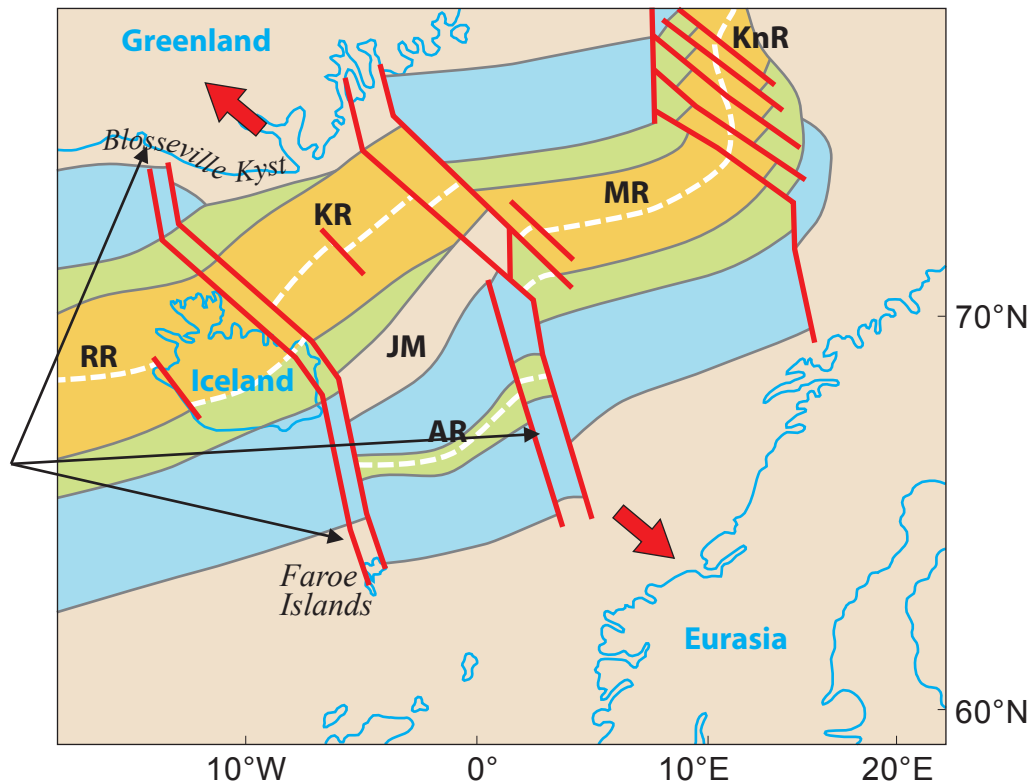 Greenland
KnR
Blosseville Kyst
KR
MR
70°N
JM
RR
Iceland
AR
Faroe
Islands
Eurasia
60°N
10°W
0°
10°E
20°E